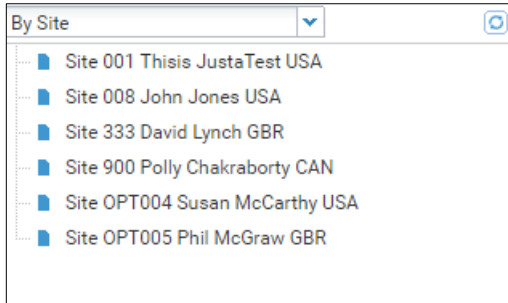 By Site
Site 001 Thisis JustaTest USA
Site 008 John Jones USA
Site 333 David Lynch GBR
Site 900 Polly Chakraborty CAN
Site OPT004 Susan McCarthy USA
Site OPT005 Phil McGraw GBR